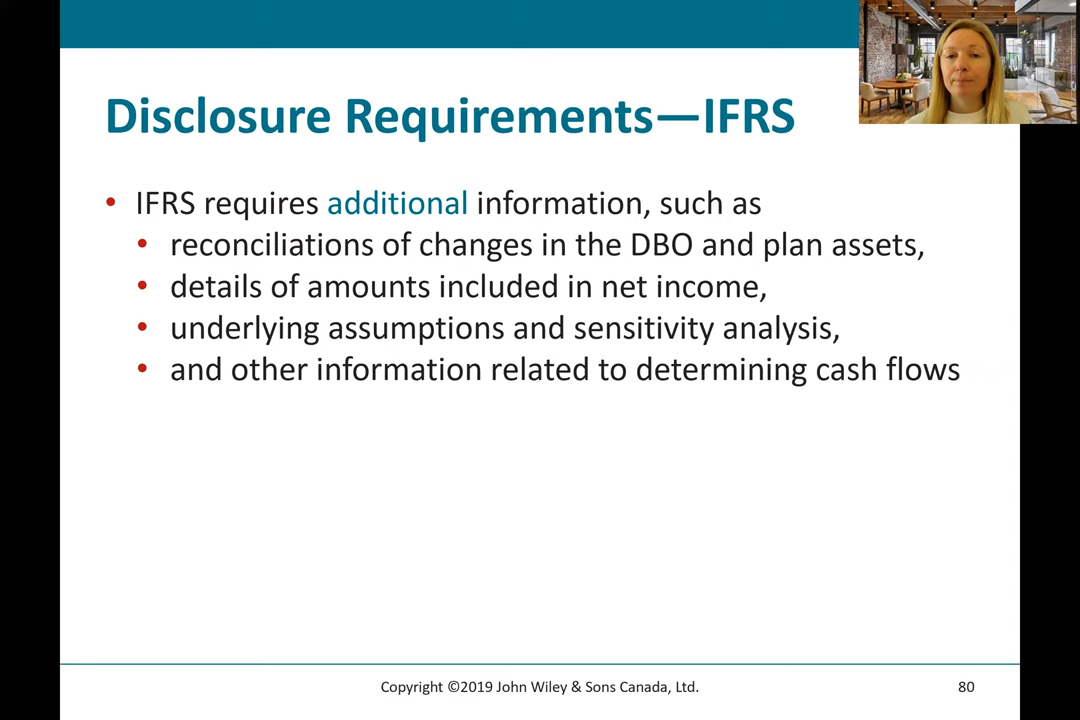 Disclosure Requirements—IFRS
• IFRS requires additional information, such as
• reconciliations of changes in the DBO and plan assets,
• details of amounts included in net income,
• underlying assumptions and sensitivity analysis,
• and other information related to determining cash flows
Copyright ©2019 John Wiley & Sons Canada, Ltd.
80